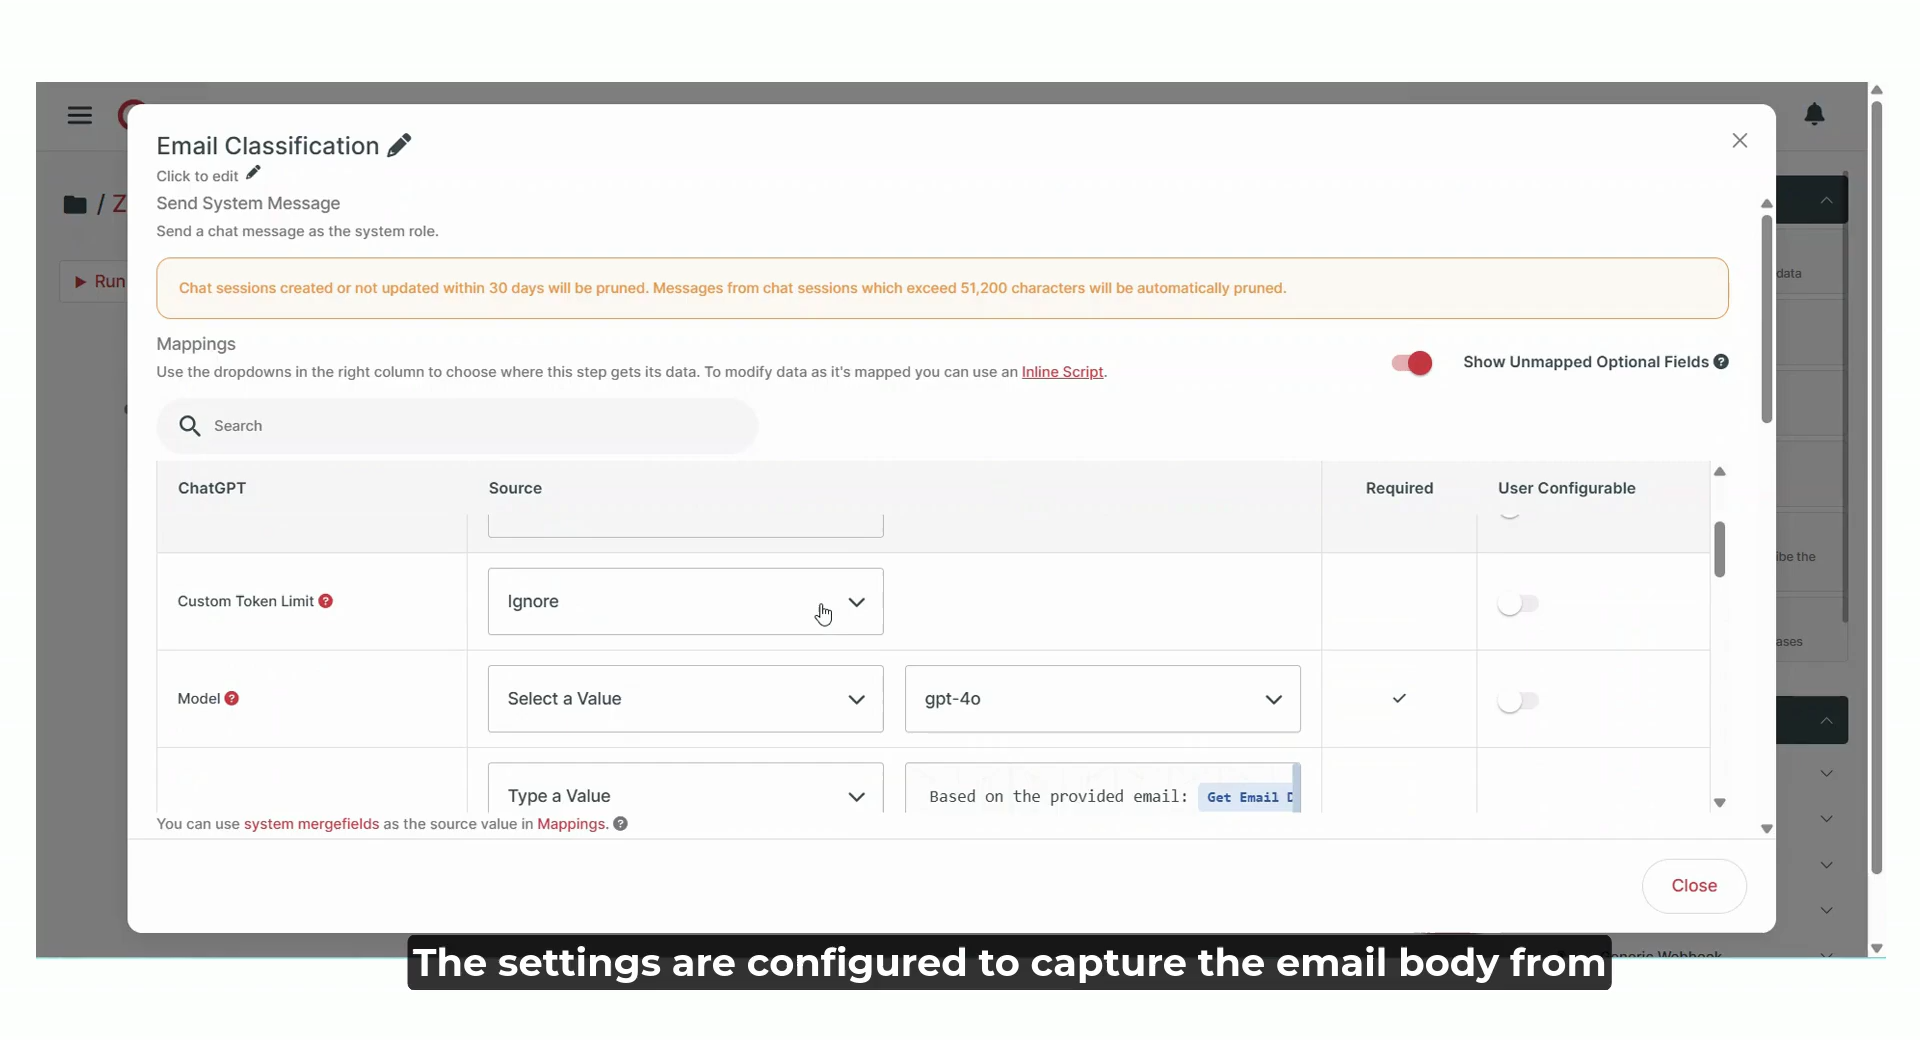 Email Classification
Click to edit
Send System Message
Send a chat message as the system role.
/ Z
Run
Chat sessions created or not updated within 30 days will be pruned. Messages from chat sessions which exceed 51,200 characters will be automatically pruned.
data
Mappings
Use the dropdowns in the right column to choose where this step gets its data. To modify data as it's mapped you can use an Inline Script.
Show Unmapped Optional Fields ?
Search
ChatGPT Source Required User Configurable
ibe the
Custom Token Limit ? Ignore
ases
Model ? Select a Value gpt-4o
Type a Value Based on the provided email: Get Email D
You can use system mergefields as the source value in Mappings. ?
Close
Generic Webhook
The settings are configured to capture the email body from